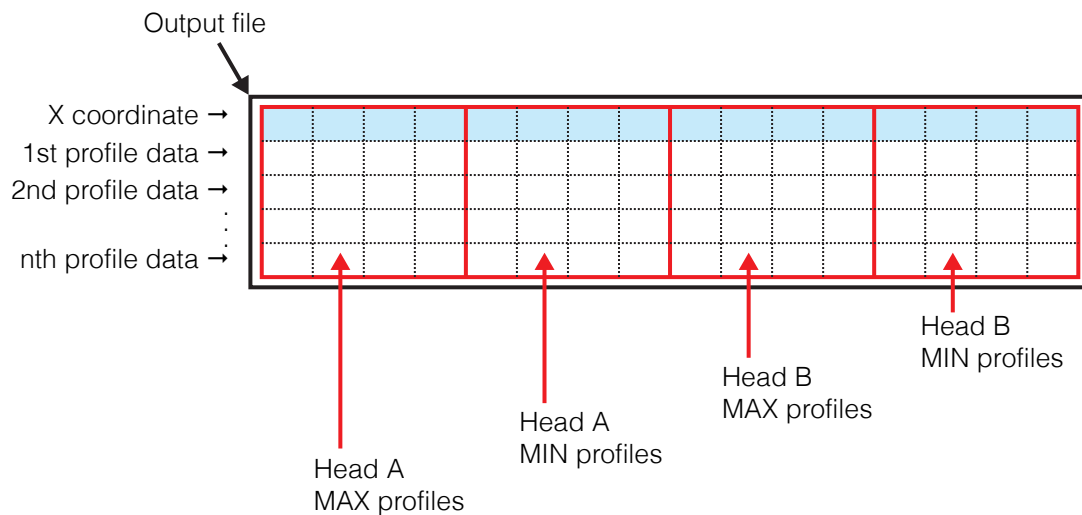 Output file
X coordinate →
1st profile data →
2nd profile data →
.
.
.
nth profile data →
Head B
MIN profiles
Head B
MAX profiles
Head A
MIN profiles
Head A
MAX profiles